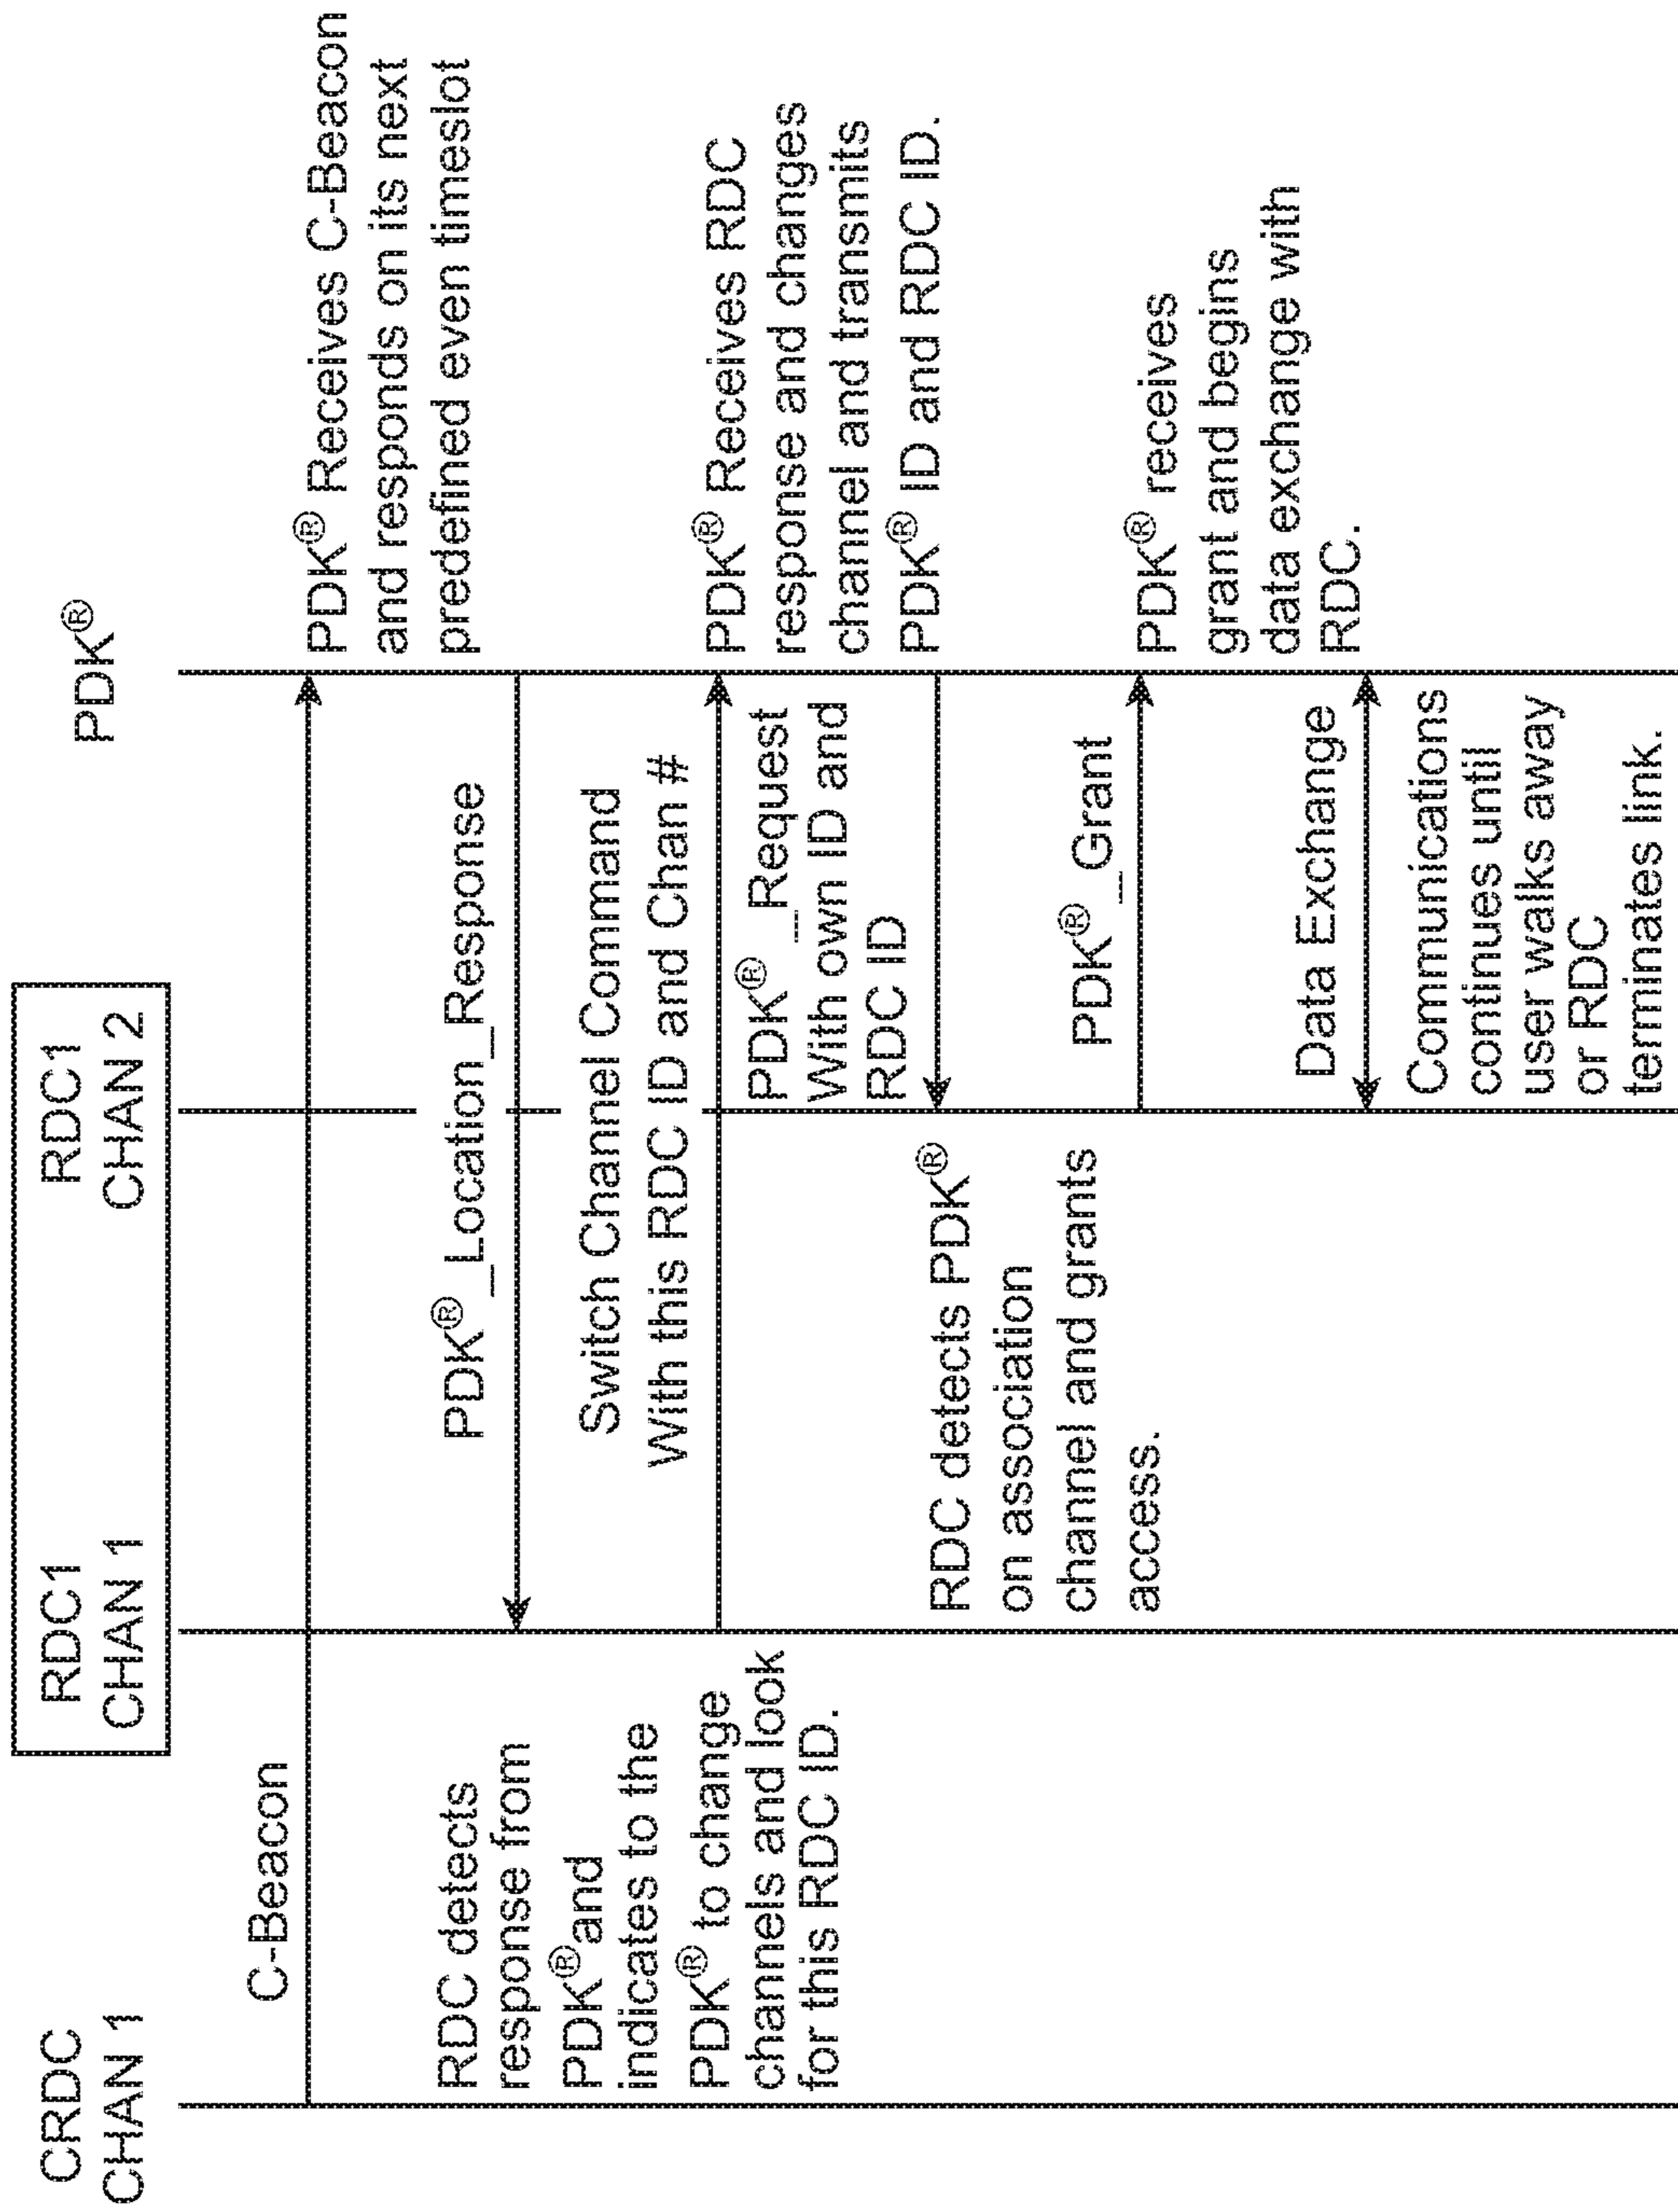 CRDC
CHAN 1
RDC1
CHAN 1
RDC1
CHAN 2
PDK®
C-Beacon
PDK® Receives C-Beacon
and responds on its next
predefined even timeslot
PDK®_Location_Response
RDC detects
response from
PDK® and
indicates to the
PDK® to change
channels and look
for this RDC ID.
Switch Channel Command
With this RDC ID and Chan #
PDK® Receives RDC
response and changes
channel and transmits
PDK® ID and RDC ID.
PDK®_Request
With own ID and
RDC ID
RDC detects PDK®
on association
channel and grants
access.
PDK®_Grant
PDK® receives
grant and begins
data exchange with
RDC.
Data Exchange
Communications
continues until
user walks away
or RDC
terminates link.